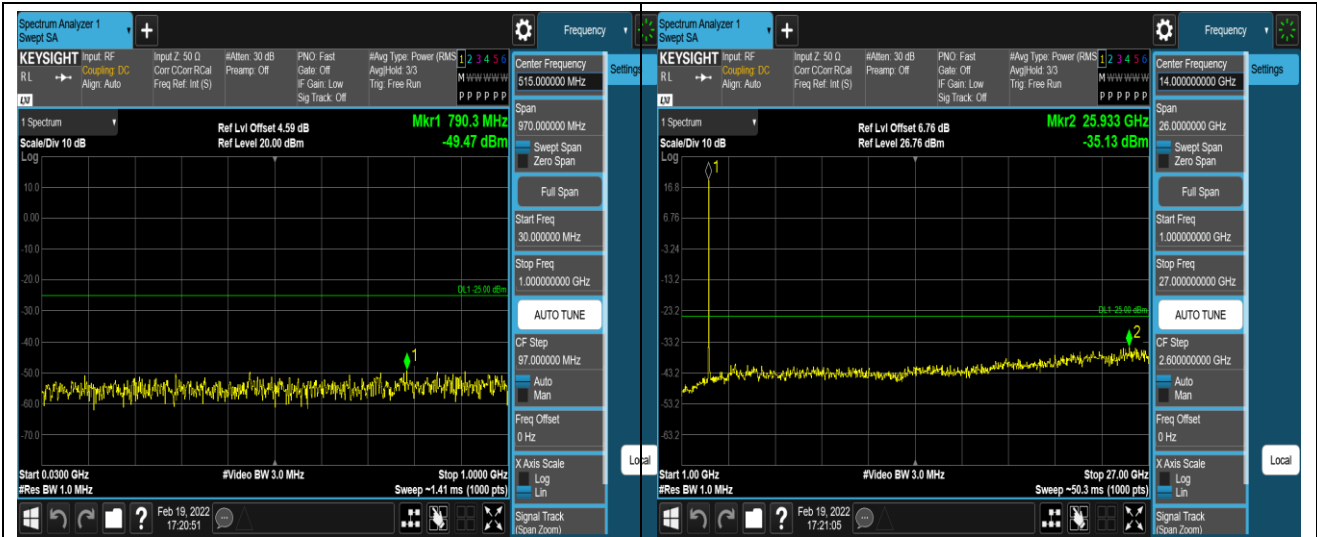 Spectrum Analyzer 1
Swept SA
Frequency
KEYSIGHT
Input: RF
Coupling: DC
Align: Auto
Input Z: 50 Ω
Corr CCorr RCal
Freq Ref: Int (S)
#Atten: 30 dB
Preamp: Off
PNO: Fast
Gate: Off
IF Gain: Low
Sig Track: Off
#Avg Type: Power (RMS
Avg|Hold: 3/3
Trig: Free Run
1 2 3 4 5 6
M W W W W W
P P P P P P
R L
LXI
Center Frequency
515.000000 MHz
Settings
1 Spectrum
Scale/Div 10 dB
Log
Ref Lvl Offset 4.59 dB
Ref Level 20.00 dBm
Mkr1 790.3 MHz
-49.47 dBm
Span
970.000000 MHz
Swept Span
Zero Span
Full Span
Start Freq
30.000000 MHz
Stop Freq
1.000000000 GHz
AUTO TUNE
CF Step
97.000000 MHz
Auto
Man
Freq Offset
0 Hz
X Axis Scale
Log
Lin
Signal Track
(Span Zoom)
Local
10.0
0.00
-10.0
-20.0
DL1 -25.00 dBm
-30.0
-40.0
1
-50.0
-60.0
-70.0
Start 0.0300 GHz
#Res BW 1.0 MHz
#Video BW 3.0 MHz
Stop 1.0000 GHz
Sweep ~1.41 ms (1000 pts)
?
Feb 19, 2022
17:20:51
Spectrum Analyzer 1
Swept SA
Frequency
KEYSIGHT
Input: RF
Coupling: DC
Align: Auto
Input Z: 50 Ω
Corr CCorr RCal
Freq Ref: Int (S)
#Atten: 30 dB
Preamp: Off
PNO: Fast
Gate: Off
IF Gain: Low
Sig Track: Off
#Avg Type: Power (RMS
Avg|Hold: 3/3
Trig: Free Run
1 2 3 4 5 6
M W W W W W
P P P P P P
R L
LXI
Center Frequency
14.000000000 GHz
Settings
1 Spectrum
Scale/Div 10 dB
Log
Ref Lvl Offset 6.76 dB
Ref Level 26.76 dBm
Mkr2 25.933 GHz
-35.13 dBm
Span
26.0000000 GHz
Swept Span
Zero Span
Full Span
Start Freq
1.000000000 GHz
Stop Freq
27.000000000 GHz
AUTO TUNE
CF Step
2.600000000 GHz
Auto
Man
Freq Offset
0 Hz
X Axis Scale
Log
Lin
Signal Track
(Span Zoom)
Local
1
16.8
6.76
-3.24
-13.2
-23.2
DL1 -25.00 dBm
-33.2
2
-43.2
-53.2
-63.2
Start 1.00 GHz
#Res BW 1.0 MHz
#Video BW 3.0 MHz
Stop 27.00 GHz
Sweep ~50.3 ms (1000 pts)
?
Feb 19, 2022
17:21:05